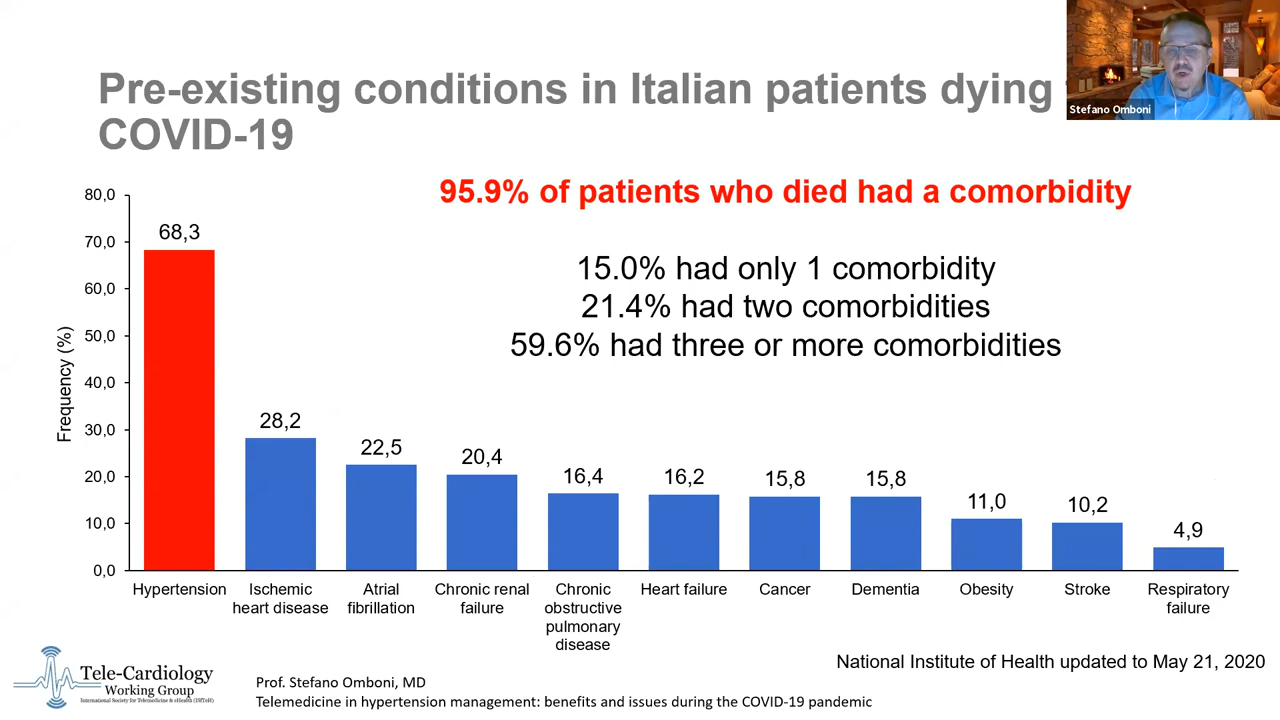 Pre-existing conditions in Italian patients dying
COVID-19
Stefano Omboni
95.9% of patients who died had a comorbidity
15.0% had only 1 comorbidity
21.4% had two comorbidities
59.6% had three or more comorbidities
Frequency (%)
80,0
70,0
60,0
50,0
40,0
30,0
20,0
10,0
0,0
68,3
28,2
22,5
20,4
16,4
16,2
15,8
15,8
11,0
10,2
4,9
Hypertension
Ischemic
heart disease
Atrial
fibrillation
Chronic renal
failure
Chronic
obstructive
pulmonary
disease
Heart failure
Cancer
Dementia
Obesity
Stroke
Respiratory
failure
National Institute of Health updated to May 21, 2020
Tele-Cardiology
Working Group
International Society for Telemedicine & eHealth (ISfTeH)
Prof. Stefano Omboni, MD
Telemedicine in hypertension management: benefits and issues during the COVID-19 pandemic